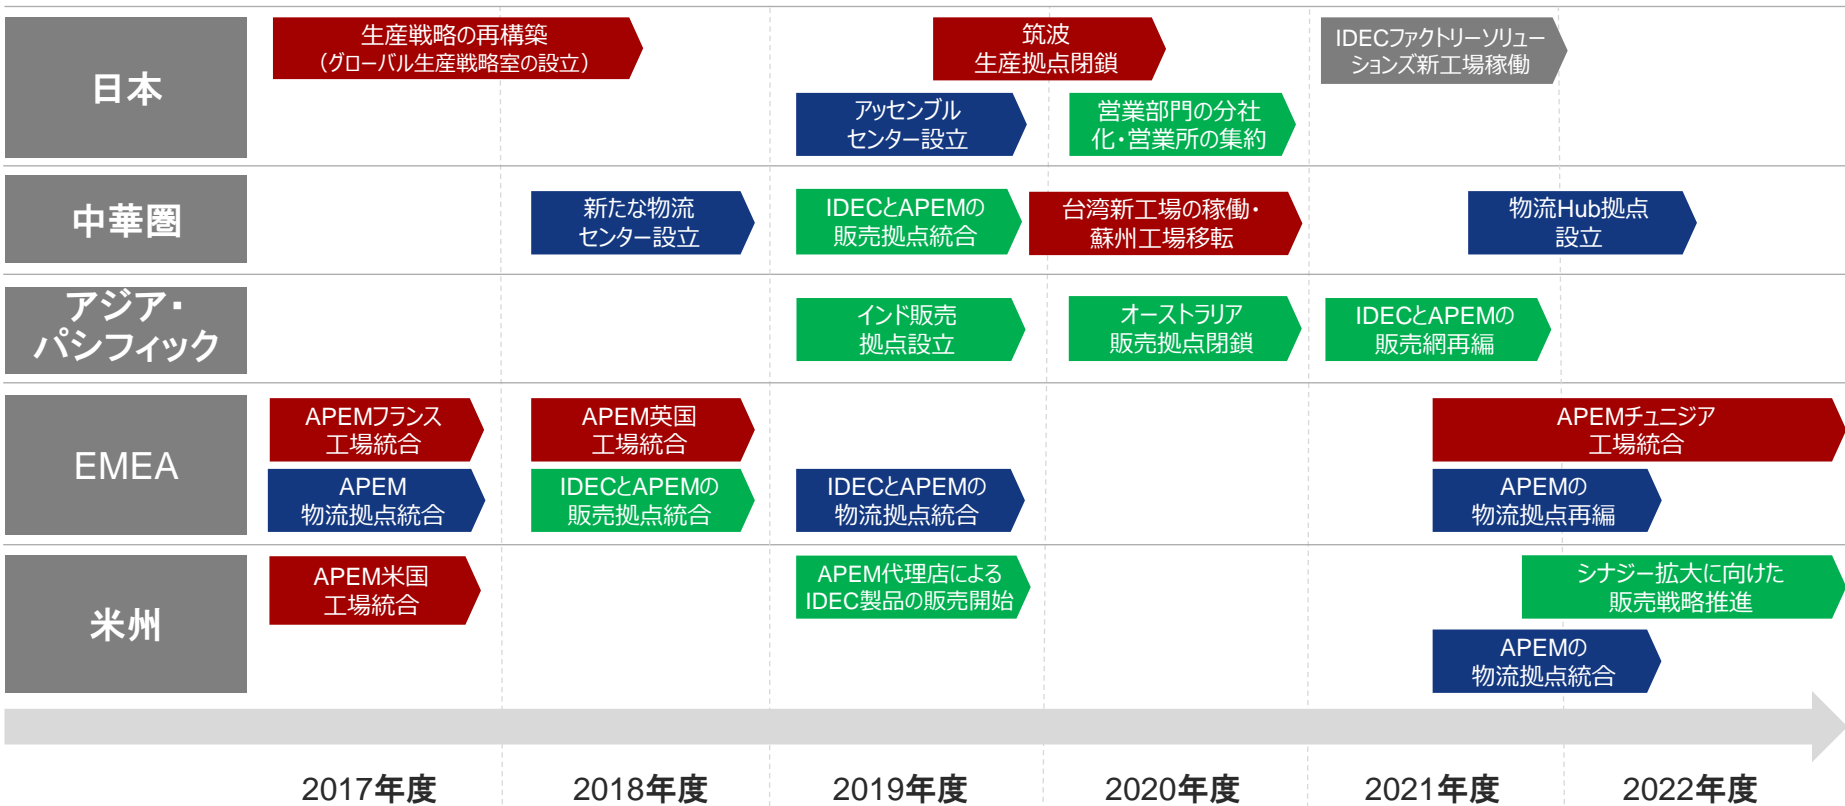 日本
生産戦略の再構築
（グローバル生産戦略室の設立）
筑波
生産拠点閉鎖
IDECファクトリーソリュー
ションズ新工場稼働
アッセンブル
センター設立
営業部門の分社
化・営業所の集約
中華圏
新たな物流
センター設立
IDECとAPEMの
販売拠点統合
台湾新工場の稼働・
蘇州工場移転
物流Hub拠点
設立
アジア・
パシフィック
インド販売
拠点設立
オーストラリア
販売拠点閉鎖
IDECとAPEMの
販売網再編
EMEA
APEMフランス
工場統合
APEM英国
工場統合
APEMチュニジア
工場統合
APEM
物流拠点統合
IDECとAPEMの
販売拠点統合
IDECとAPEMの
物流拠点統合
APEMの
物流拠点再編
米州
APEM米国
工場統合
APEM代理店による
IDEC製品の販売開始
シナジー拡大に向けた
販売戦略推進
APEMの
物流拠点統合
2017年度
2018年度
2019年度
2020年度
2021年度
2022年度